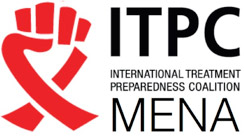 ITPC
INTERNATIONAL TREATMENT
PREPAREDNESS COALITION
MENA